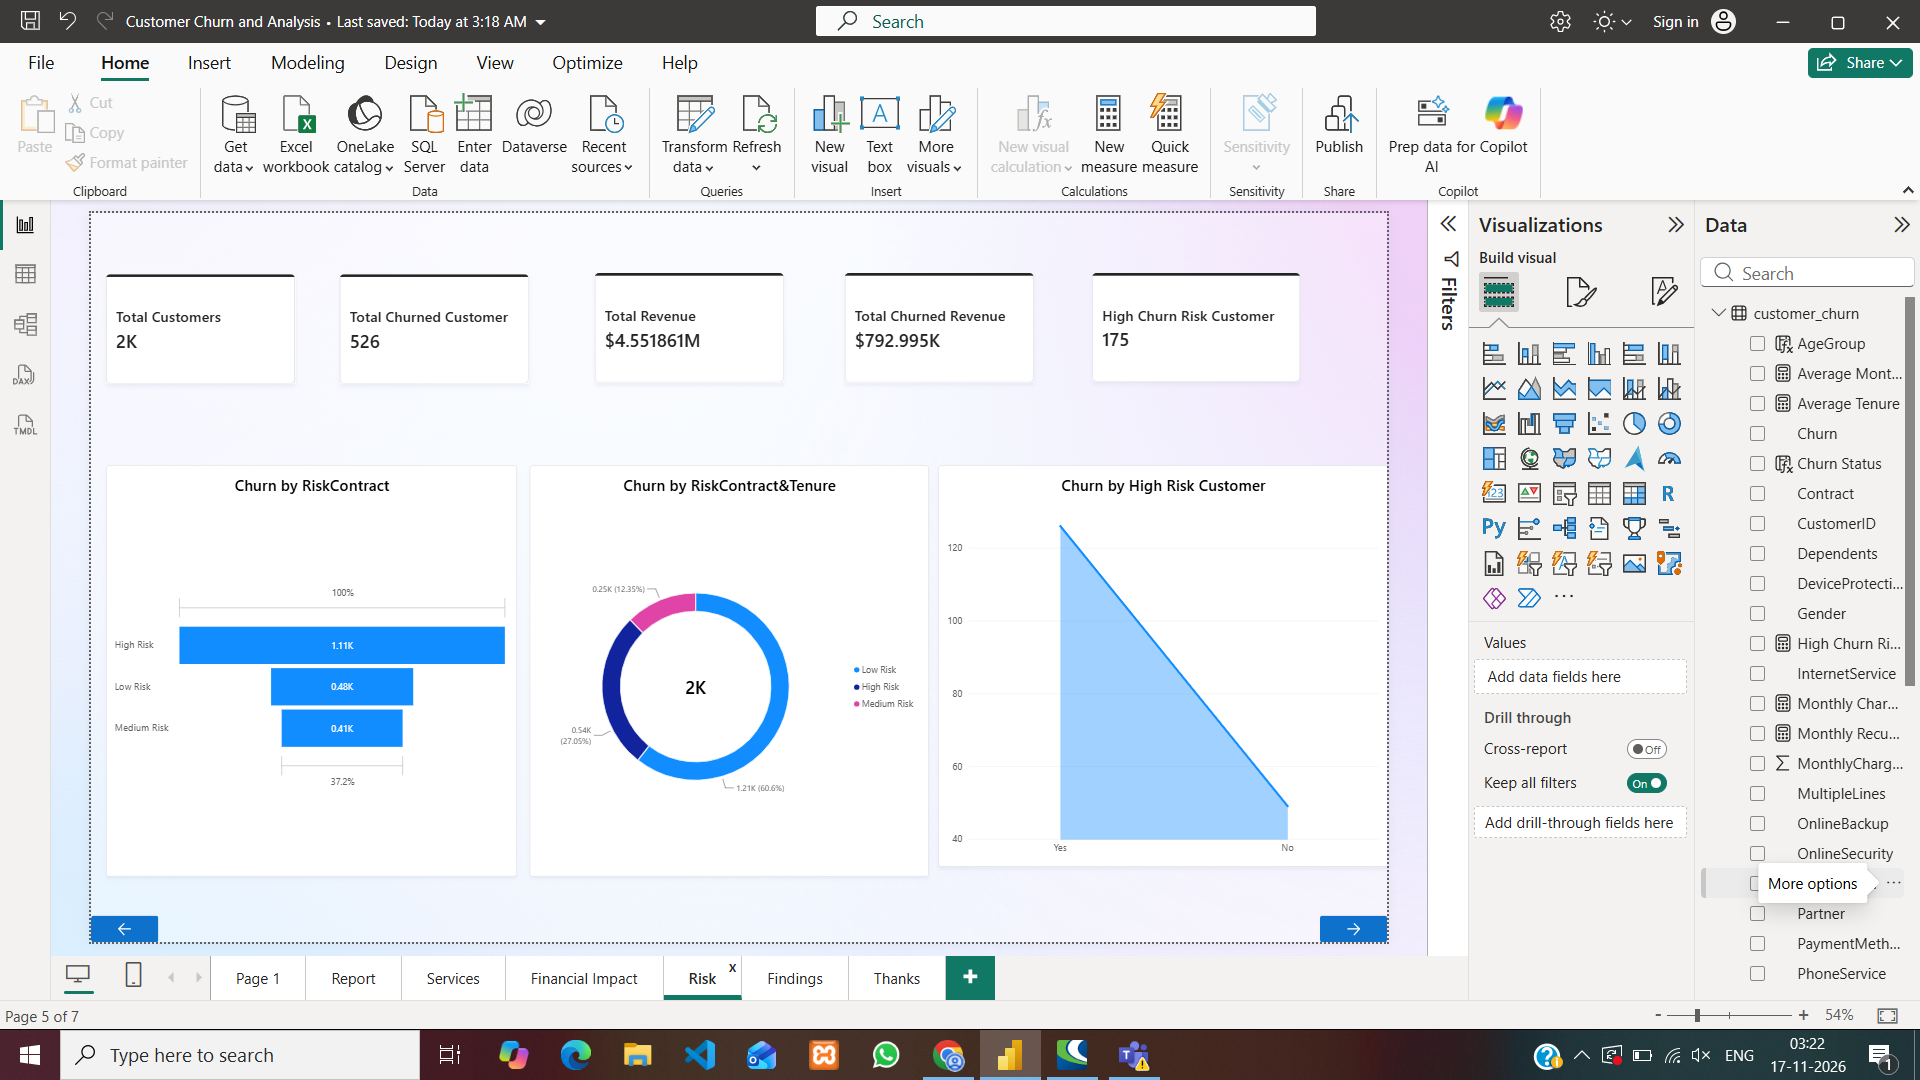 Customer Churn and Analysis • Last saved: Today at 3:18 AM
Search
Sign in
File
Home
Insert
Modeling
Design
View
Optimize
Help
Share
Paste
Cut
Copy
Format painter
Clipboard
Get data
Excel workbook
OneLake catalog
SQL Server
Enter data
Dataverse
Recent sources
Data
Transform data
Refresh
Queries
New visual
Text box
More visuals
Insert
New visual calculation
New measure
Quick measure
Calculations
Sensitivity
Sensitivity
Publish
Share
Prep data for AI
Copilot
Copilot
DAX
TMDL
Total Customers
2K
Total Churned Customer
526
Total Revenue
$4.551861M
Total Churned Revenue
$792.995K
High Churn Risk Customer
175
Churn by RiskContract
100%
High Risk
1.11K
Low Risk
0.48K
Medium Risk
0.41K
37.2%
Churn by RiskContract&Tenure
0.25K (12.35%)
2K
0.54K
(27.05%)
1.21K (60.6%)
Low Risk
High Risk
Medium Risk
Churn by High Risk Customer
120
100
80
60
40
Yes
No
Filters
Visualizations
Build visual
123
R
Py
Values
Add data fields here
Drill through
Cross-report
Off
Keep all filters
On
Add drill-through fields here
Data
Search
customer_churn
AgeGroup
Average Mont...
Average Tenure
Churn
Churn Status
Contract
CustomerID
Dependents
DeviceProtecti...
Gender
High Churn Ri...
InternetService
Monthly Char...
Monthly Recu...
MonthlyCharg...
MultipleLines
OnlineBackup
OnlineSecurity
More options
Partner
PaymentMeth...
PhoneService
Page 1
Report
Services
Financial Impact
Risk
x
Findings
Thanks
Page 5 of 7
54%
Type here to search
ENG
03:22
17-11-2026
1